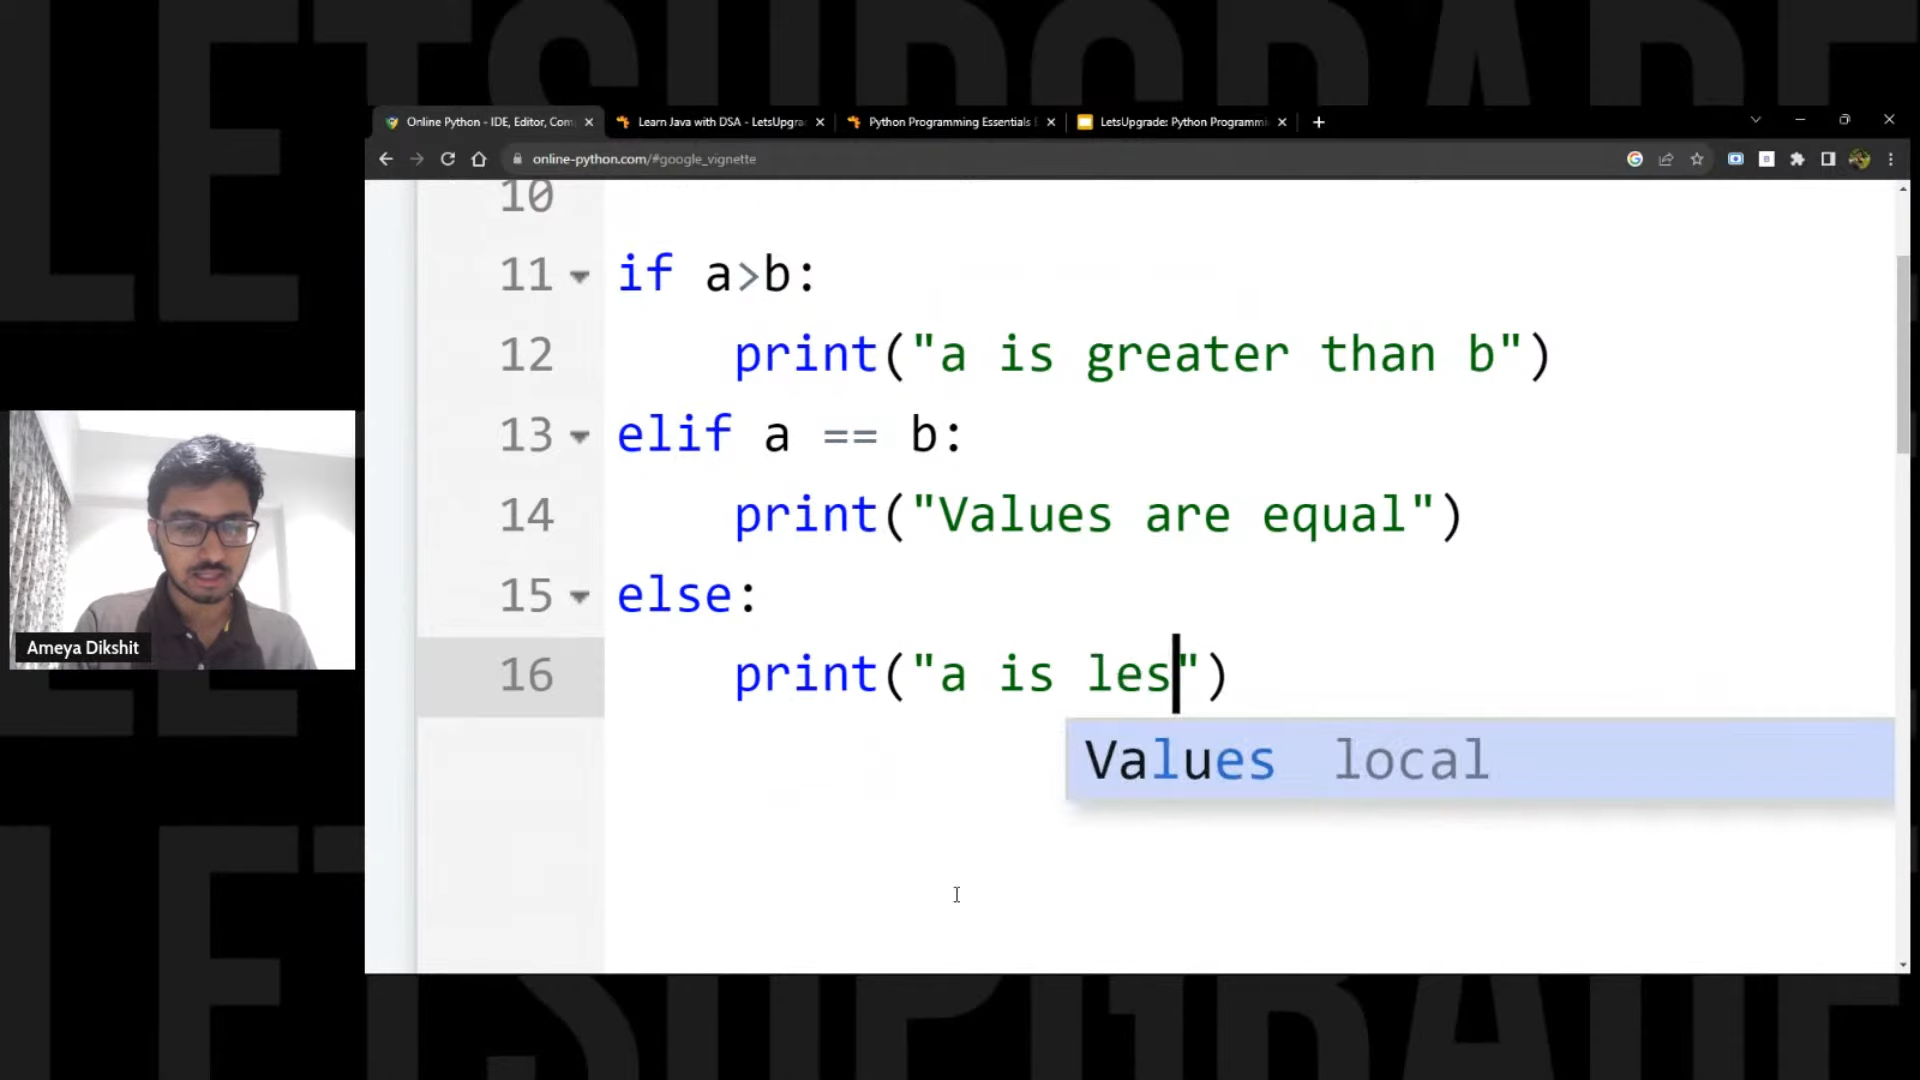 LETSUPGRADE
Online Python - IDE, Editor, Com
Learn Java with DSA - LetsUpgra
Python Programming Essentials
LetsUpgrade: Python Programmi
online-python.com/#google_vignette
10
11 if a>b:
12 print("a is greater than b")
13 elif a == b:
14 print("Values are equal")
15 else:
16 print("a is les")
Values local
Ameya Dikshit
LETSUPGRADE